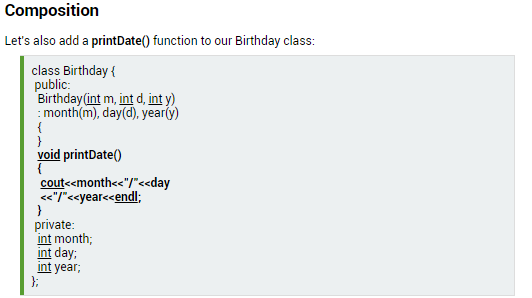 Composition
Let's also add a printDate() function to our Birthday class:
class Birthday {
public:
Birthday(int m, int d, int y)
: month(m), day(d), year(y)
{
}
void printDate()
{
cout<<month<<"/"<<day
<<"/"<<year<<endl;
}
private:
int month;
int day;
int year;
};